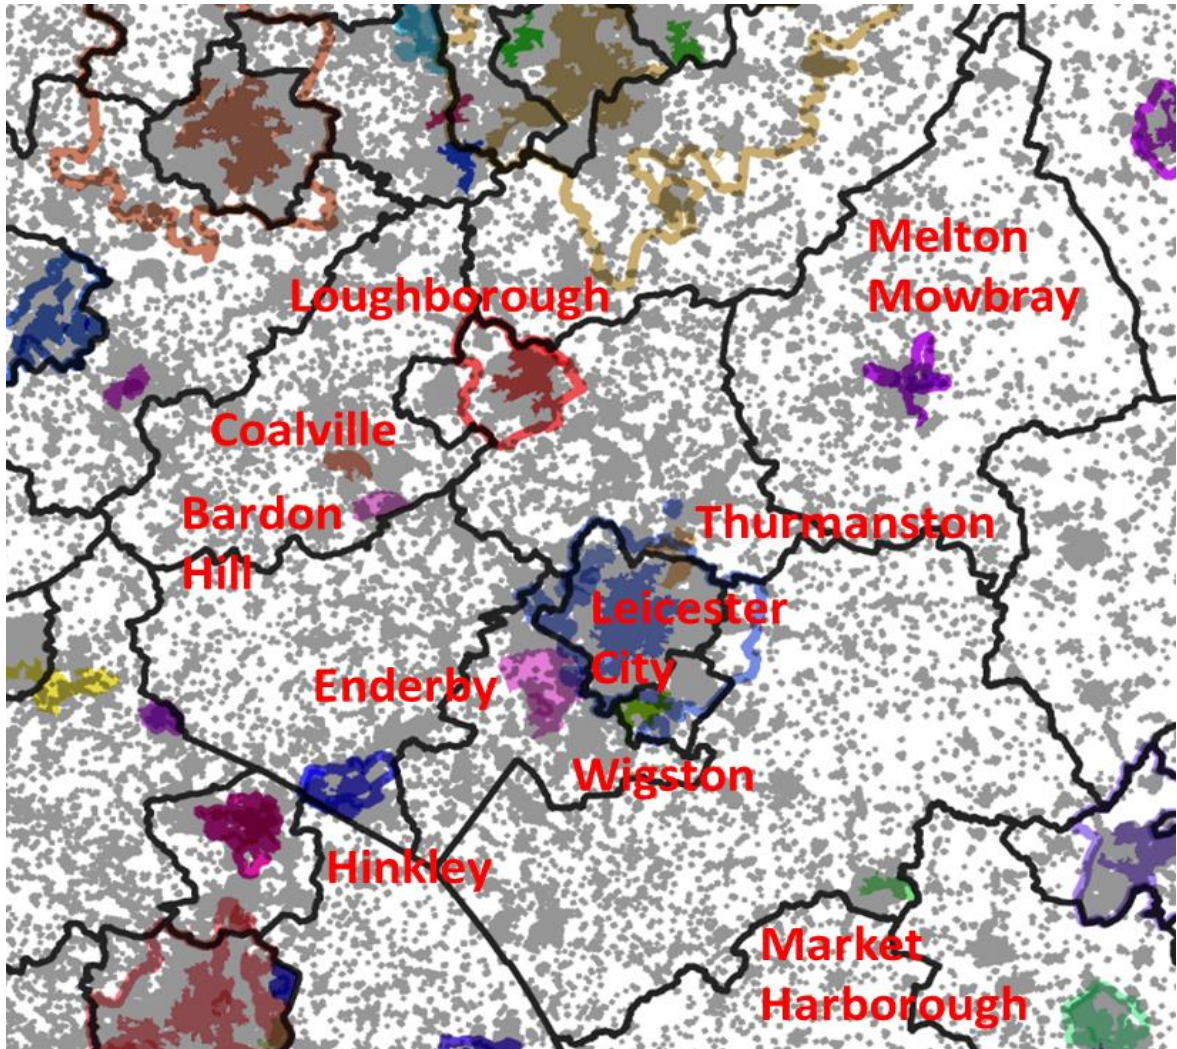 Melton
Mowbray
Loughborough
Coalville
Bardon
Hill
Thurmanston
Leicester
City
Enderby
Wigston
Hinkley
Market
Harborough